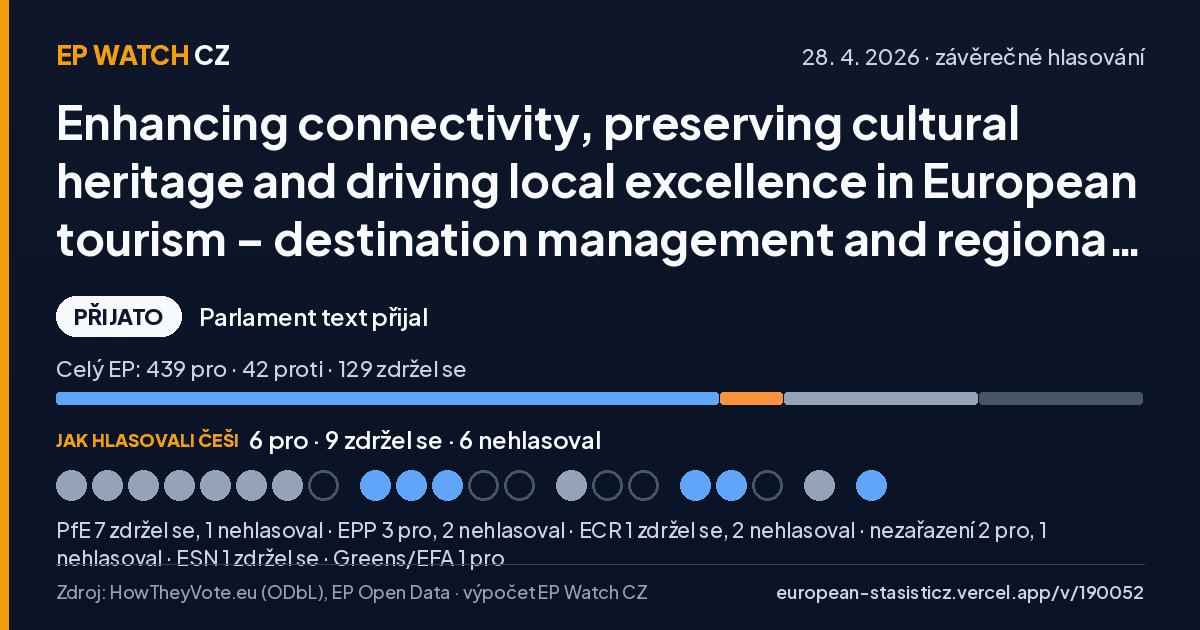 EP WATCH CZ
28. 4. 2026 · závěrečné hlasování
Enhancing connectivity, preserving cultural
heritage and driving local excellence in European
tourism – destination management and regiona…
PŘIJATO Parlament text přijal
Celý EP: 439 pro · 42 proti · 129 zdržel se
JAK HLASOVALI ČEŠI 6 pro · 9 zdržel se · 6 nehlasoval
PfE 7 zdržel se, 1 nehlasoval · EPP 3 pro, 2 nehlasoval · ECR 1 zdržel se, 2 nehlasoval · nezařazení 2 pro, 1
nehlasoval · ESN 1 zdržel se · Greens/EFA 1 pro
Zdroj: HowTheyVote.eu (ODbL), EP Open Data · výpočet EP Watch CZ
european-stasisticz.vercel.app/v/190052